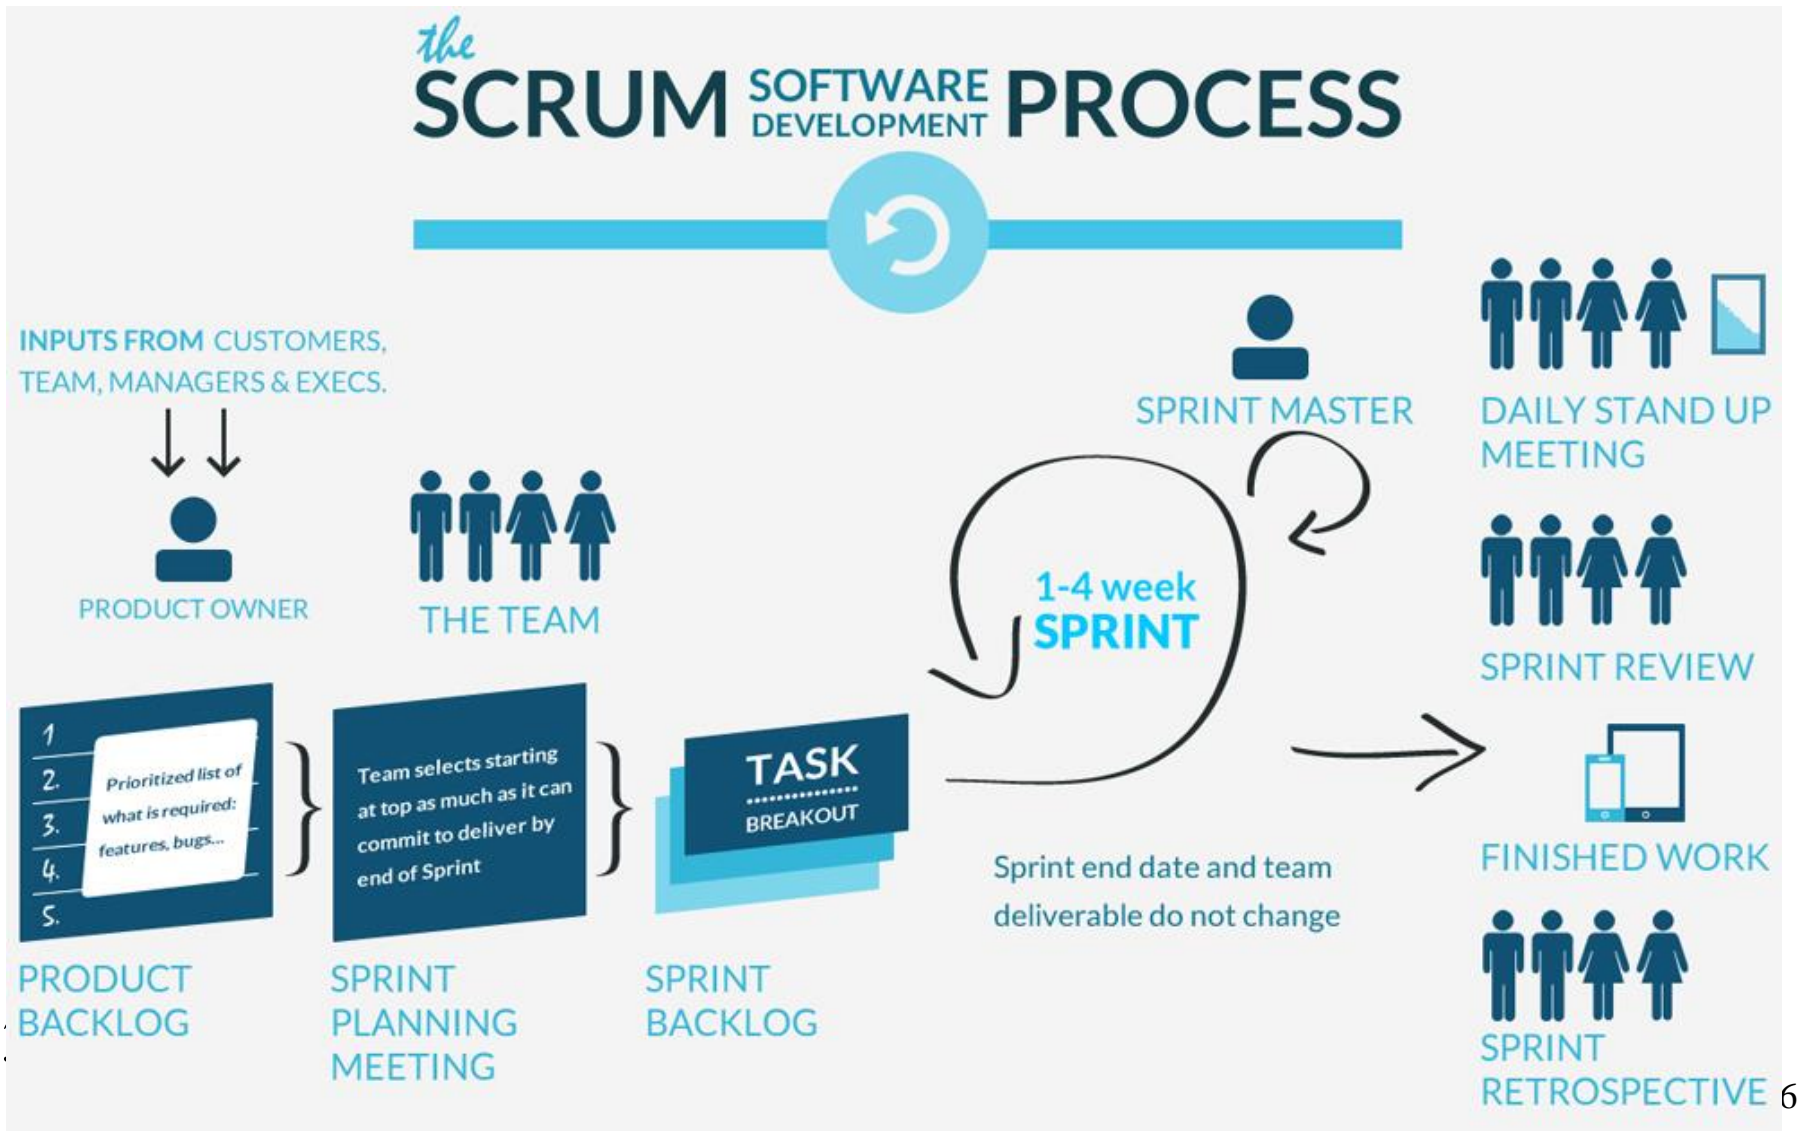 the
SCRUM SOFTWARE DEVELOPMENT PROCESS
INPUTS FROM CUSTOMERS,
TEAM, MANAGERS & EXECS.
PRODUCT OWNER
THE TEAM
1
2.
3.
4.
5.
Prioritized list of
what is required:
features, bugs...
PRODUCT
BACKLOG
Team selects starting
at top as much as it can
commit to deliver by
end of Sprint
SPRINT
PLANNING
MEETING
TASK
BREAKOUT
SPRINT
BACKLOG
1-4 week
SPRINT
Sprint end date and team
deliverable do not change
SPRINT MASTER
DAILY STAND UP
MEETING
SPRINT REVIEW
FINISHED WORK
SPRINT
RETROSPECTIVE
6